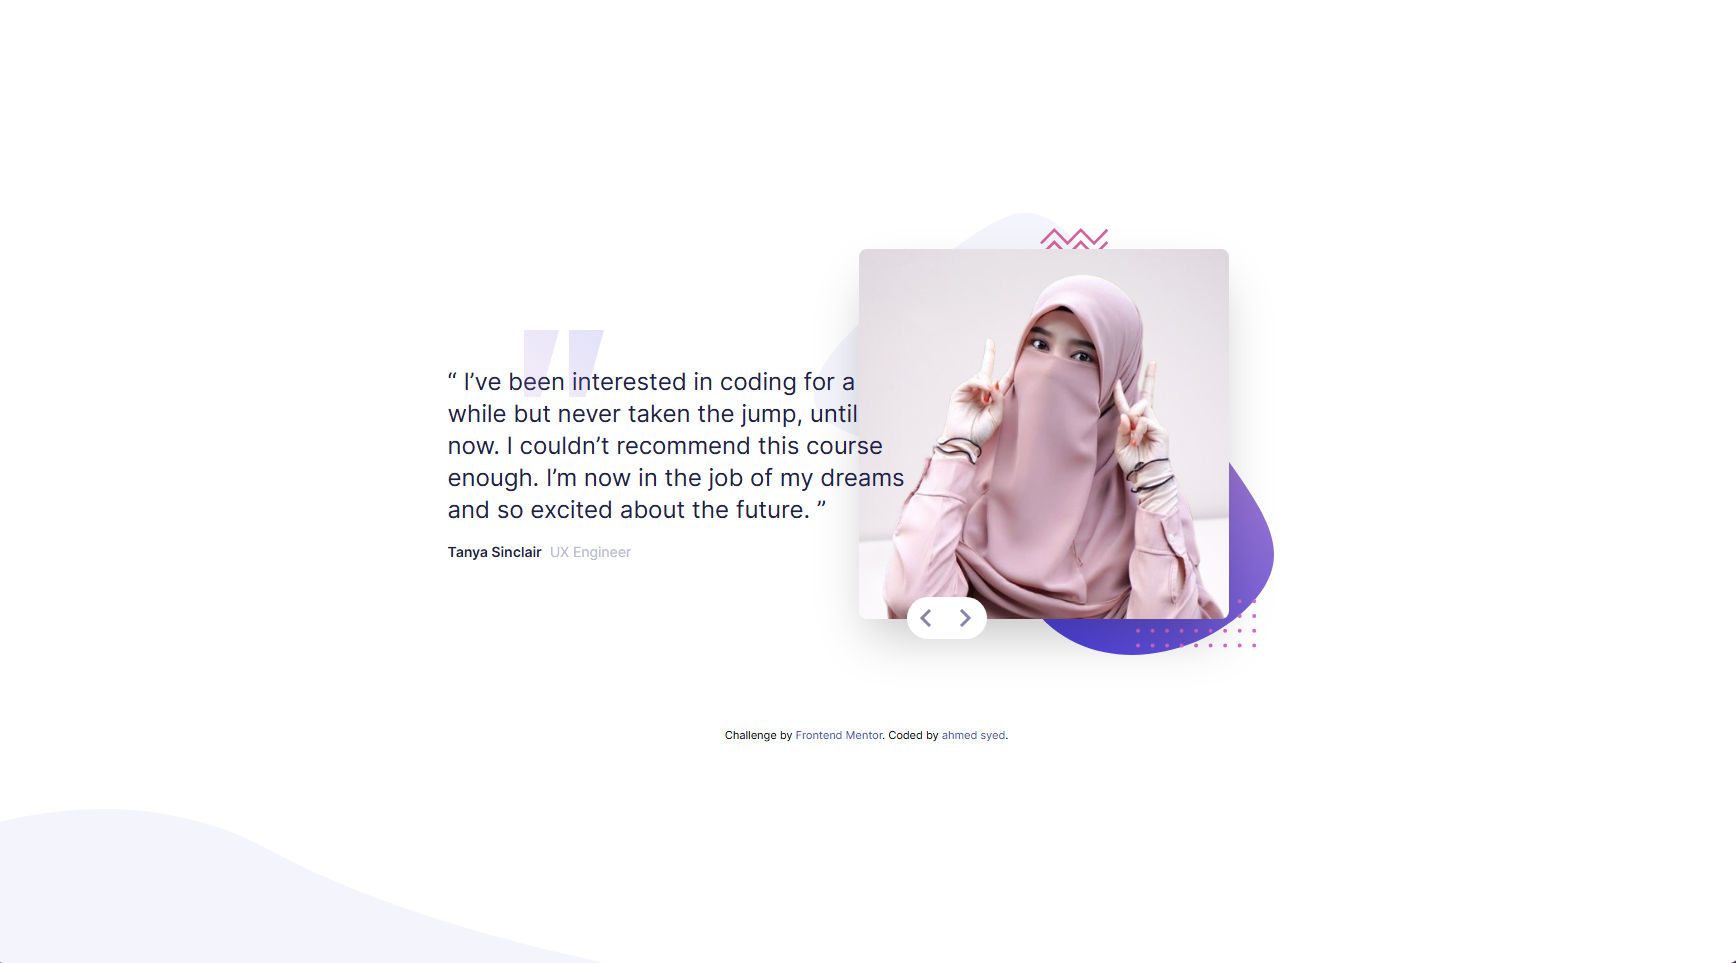 “ I’ve been interested in coding for a
while but never taken the jump, until
now. I couldn’t recommend this course
enough. I’m now in the job of my dreams
and so excited about the future. ”
Tanya Sinclair UX Engineer
Challenge by Frontend Mentor. Coded by ahmed syed.